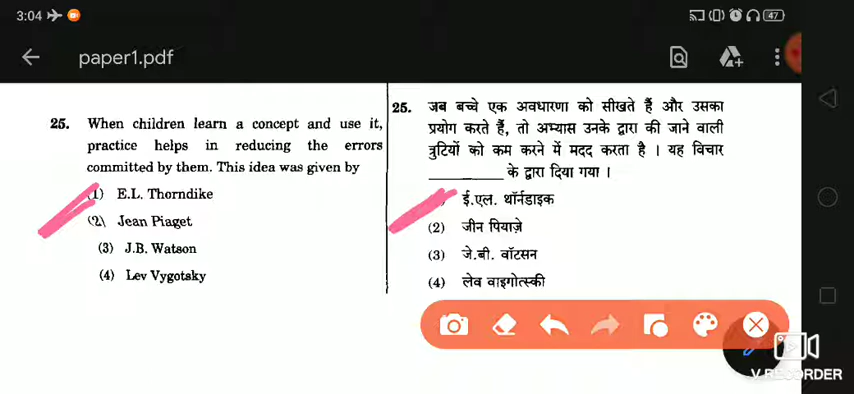 3:04
47
paper1.pdf
25. When children learn a concept and use it,
practice helps in reducing the errors
committed by them. This idea was given by
(1) E.L. Thorndike
(2) Jean Piaget
(3) J.B. Watson
(4) Lev Vygotsky
25. जब बच्चे एक अवधारणा को सीखते हैं और उसका
प्रयोग करते हैं, तो अभ्यास उनके द्वारा की जाने वाली
त्रुटियों को कम करने में मदद करता है । यह विचार
_________ के द्वारा दिया गया ।
ई.एल. थॉर्नडाइक
(2) जीन पियाज़े
(3) जे.बी. वॉटसन
(4) लेव वाइगोत्स्की
V RECORDER